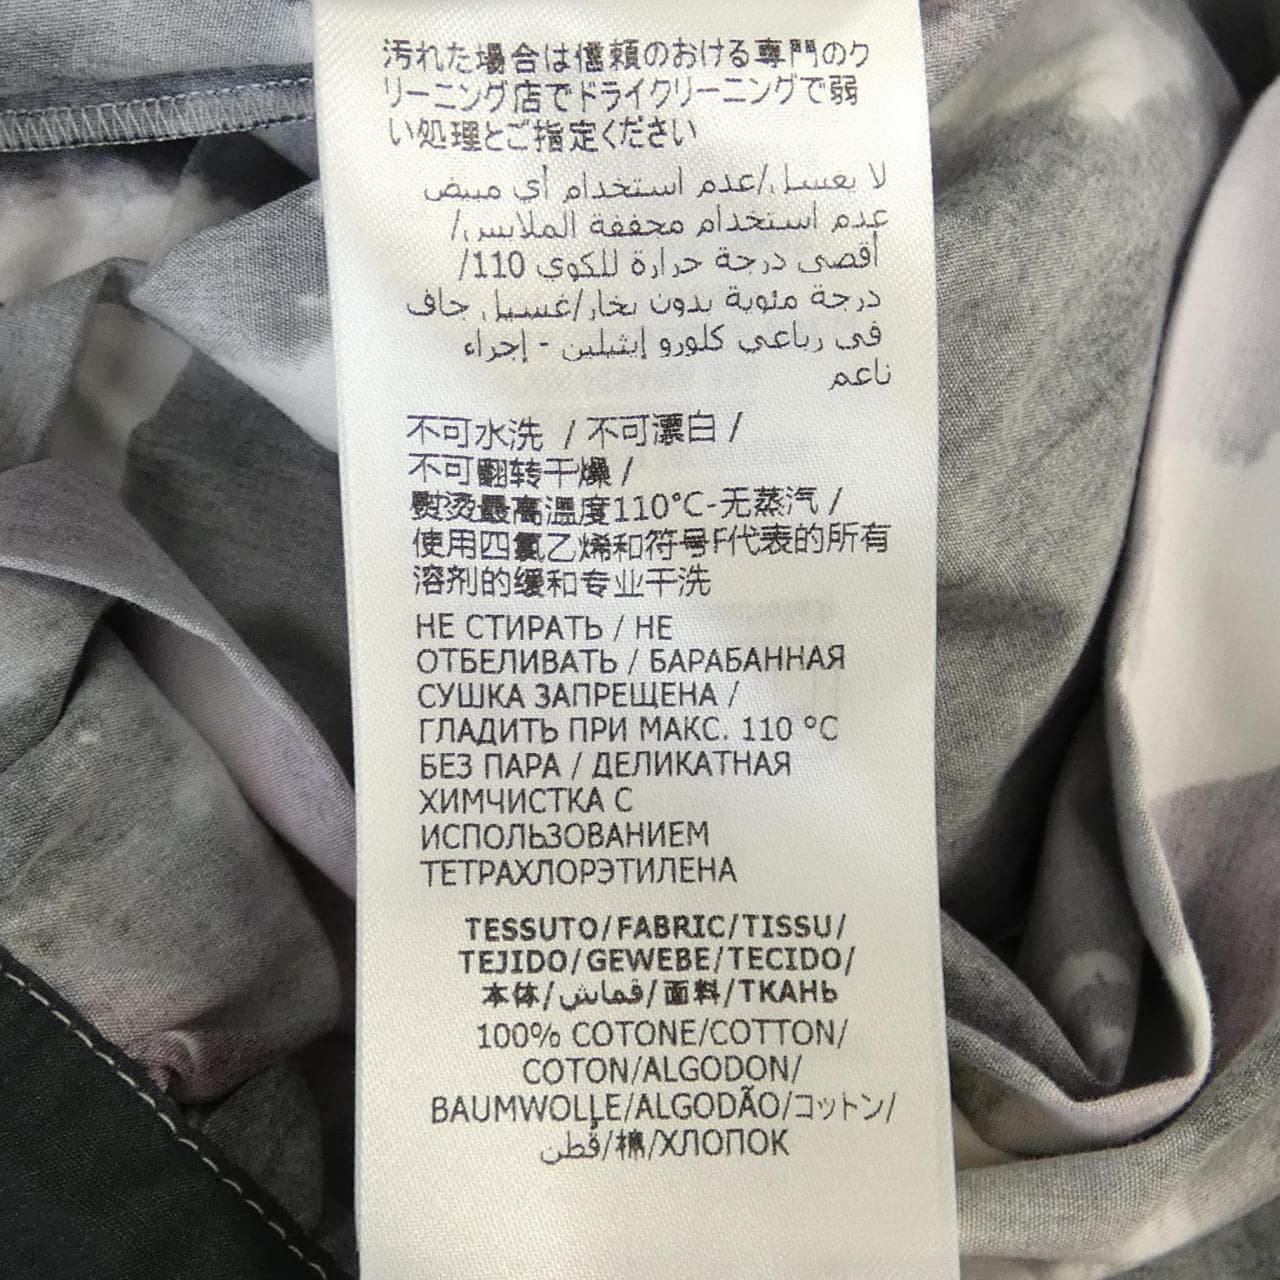 汚れた場合は信頼のおける専門のク
リーニング店でドライクリーニングで弱
い処理とご指定ください
لا يغسل/عدم استخدام أي مبيض
عدم استخدام مجففة الملابس/
أقصى درجة حرارة للكوي 110/
درجة مئوية بدون بخار/غسيل جاف
في رباعي كلورو إيثيلين - إجراء
ناعم
不可水洗 / 不可漂白 /
不可翻转干燥 /
熨烫最高温度110°C-无蒸汽 /
使用四氯乙烯和符号F代表的所有
溶剂的缓和专业干洗
НЕ СТИРАТЬ / НЕ
ОТБЕЛИВАТЬ / БАРАБАННАЯ
СУШКА ЗАПРЕЩЕНА /
ГЛАДИТЬ ПРИ МАКС. 110 °C
БЕЗ ПАРА / ДЕЛИКАТНАЯ
ХИМЧИСТКА С
ИСПОЛЬЗОВАНИЕМ
ТЕТРАХЛОРЭТИЛЕНА
TESSUTO/FABRIC/TISSU/
TEJIDO/GEWEBE/TECIDO/
本体/قماش/面料/ТКАНЬ
100% COTONE/COTTON/
COTON/ALGODON/
BAUMWOLLE/ALGODÃO/コットン/
قُطن/棉/ХЛОПОК